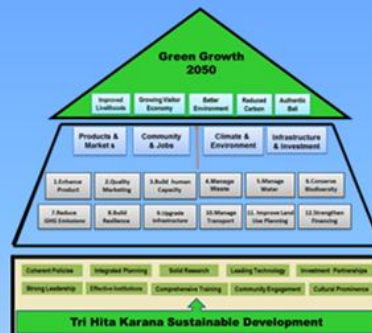 Green Growth
2050
Improved
Livelihoods
Growing Visitor
Economy
Better
Environment
Reduced
Carbon
Authentic
Bali
Products &
Markets
Community
& Jobs
Climate &
Environment
Infrastructure
& Investment
1.Enhance
Product
2.Quality
Marketing
3.Build human
Capacity
4.Manage
Waste
5.Manage
Water
6.Conserve
Biodiversity
7.Reduce
GHG Emissions
8.Build
Resilience
9.Upgrade
Infrastructure
10.Manage
Transport
11. Improve Land
Use Planning
12.Strengthen
Financing
Coherent Policies
Integrated Planning
Solid Research
Leading Technology
Investment Partnerships
Strong Leadership
Effective Institutions
Comprehensive Training
Community Engagement
Cultural Prominence
Tri Hita Karana Sustainable Development